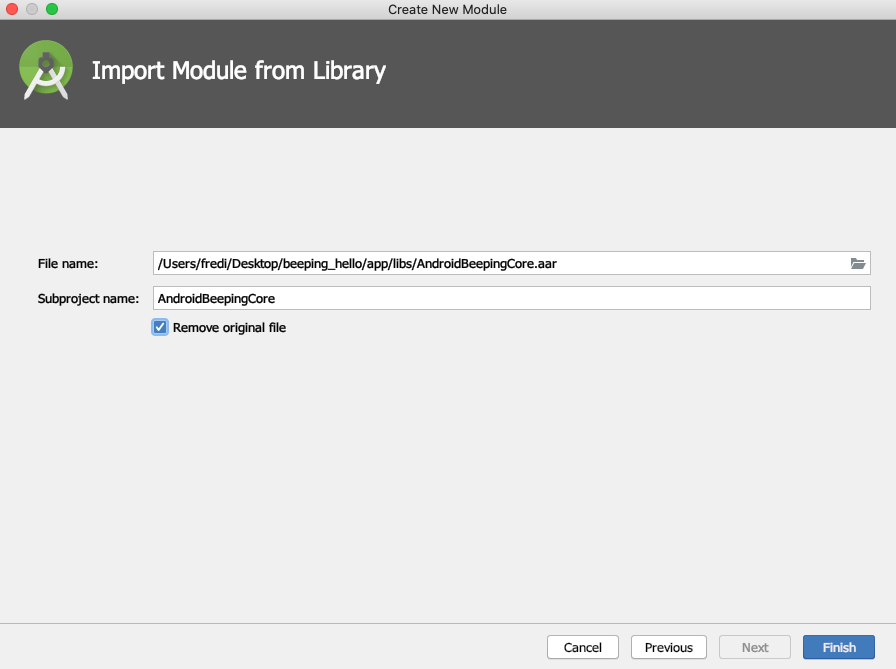 Create New Module
Import Module from Library
File name: /Users/fredi/Desktop/beeping_hello/app/libs/AndroidBeepingCore.aar
Subproject name: AndroidBeepingCore
Remove original file
Cancel Previous Next Finish